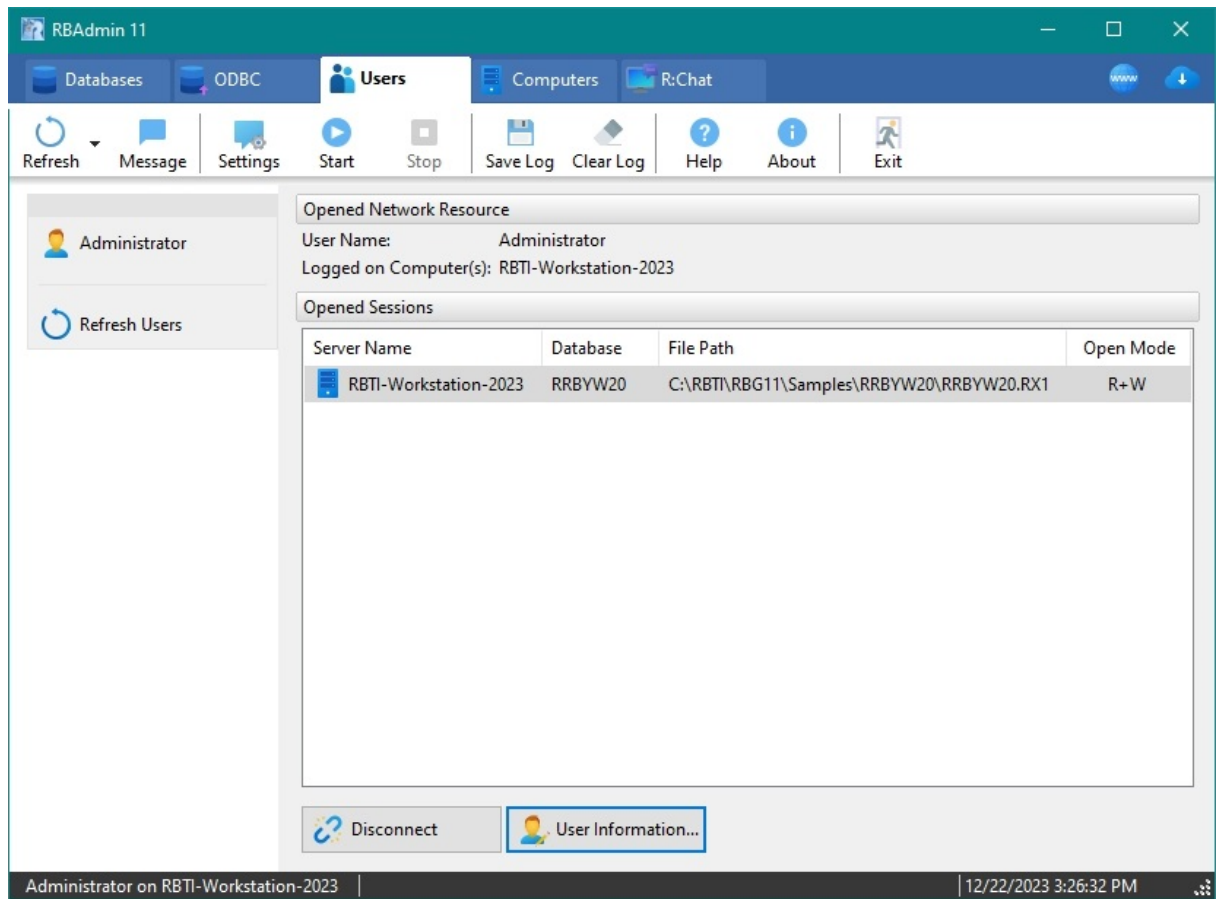 RBAdmin 11
Databases ODBC Users Computers R:Chat www
Refresh Message Settings Start Stop Save Log Clear Log Help About Exit
Administrator
Refresh Users
Opened Network Resource
User Name: Administrator
Logged on Computer(s): RBTI-Workstation-2023
Opened Sessions
Server Name Database File Path Open Mode
RBTI-Workstation-2023 RRBYW20 C:\RBTI\RBG11\Samples\RRBYW20\RRBYW20.RX1 R+W
Disconnect User Information...
Administrator on RBTI-Workstation-2023 12/22/2023 3:26:32 PM